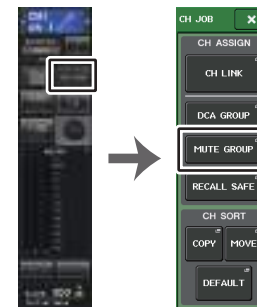 CH JOB
CH ASSIGN
CH LINK
DCA GROUP
MUTE GROUP
RECALL SAFE
CH SORT
COPY MOVE
DEFAULT